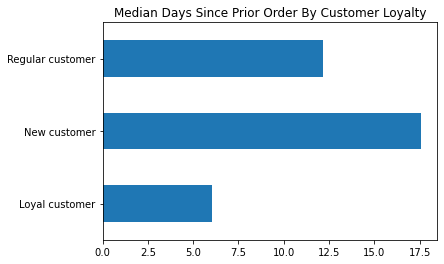 Median Days Since Prior Order By Customer Loyalty
Regular customer
New customer
Loyal customer
0.0 2.5 5.0 7.5 10.0 12.5 15.0 17.5